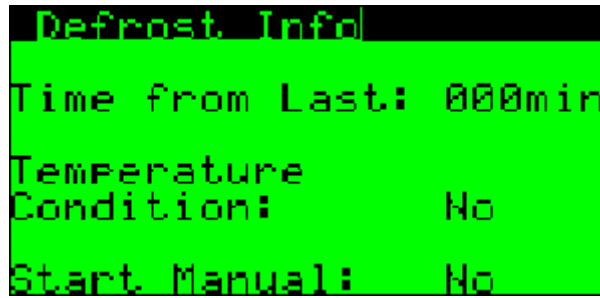 Defrost Info
Time from Last: 000min
Temperature
Condition: No
Start Manual: No